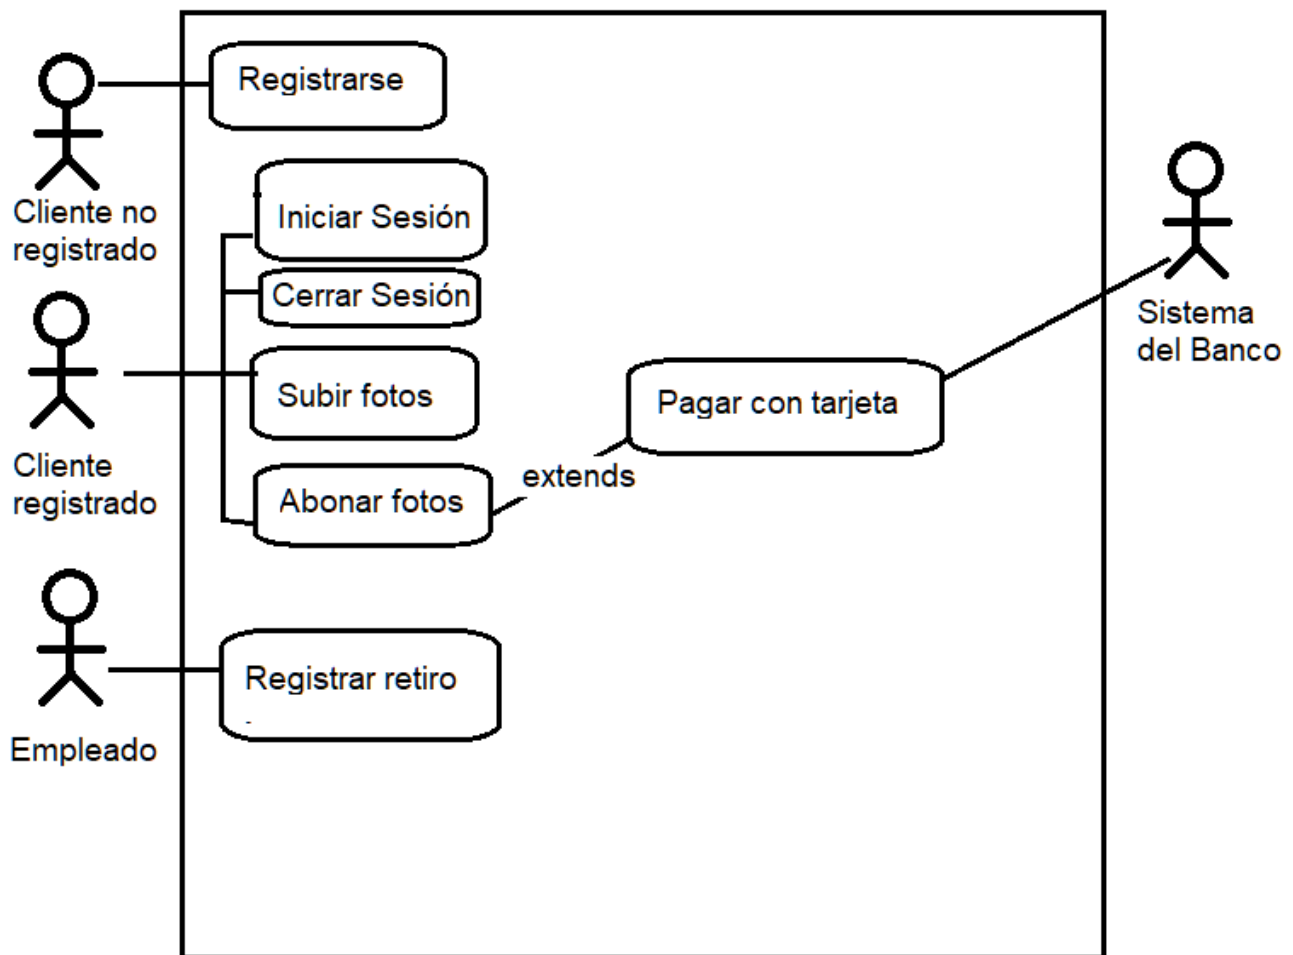 Registrarse
Cliente no
registrado
Iniciar Sesión
Cerrar Sesión
Subir fotos
Abonar fotos
Cliente
registrado
extends
Pagar con tarjeta
Sistema
del Banco
Registrar retiro
Empleado